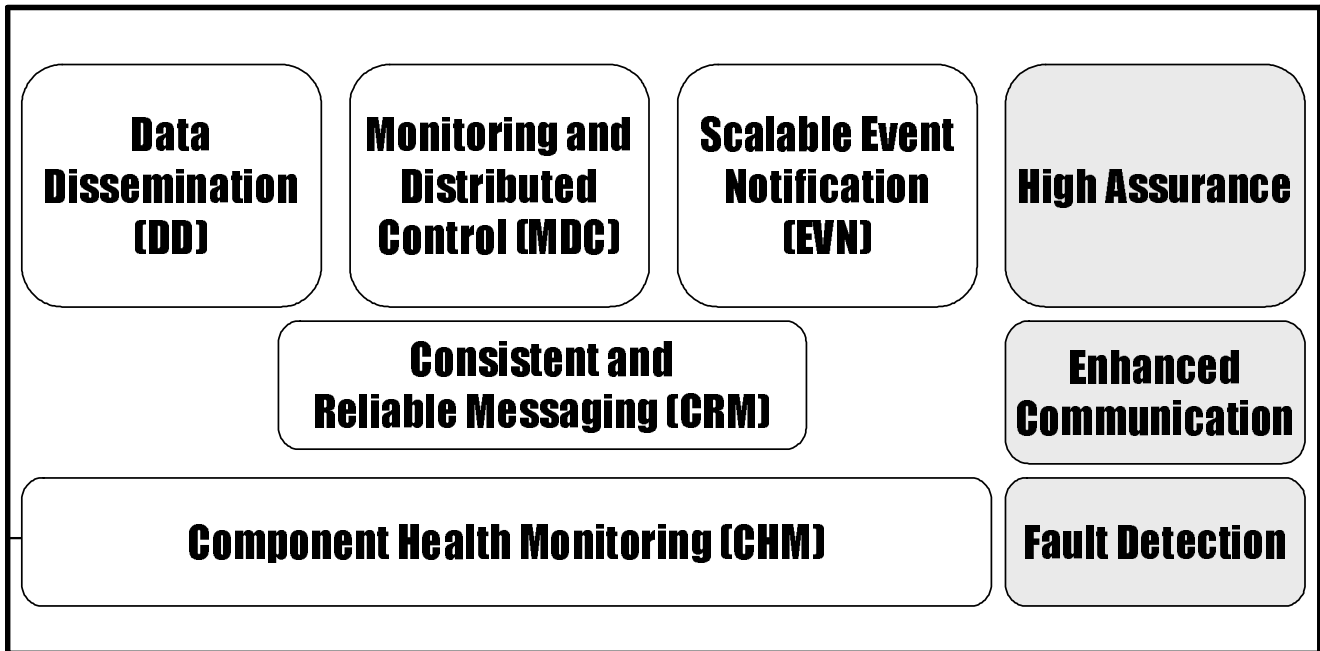 Data
Dissemination
(DD)
Monitoring and
Distributed
Control (MDC)
Scalable Event
Notification
(EVN)
High Assurance
Consistent and
Reliable Messaging (CRM)
Enhanced
Communication
Component Health Monitoring (CHM)
Fault Detection